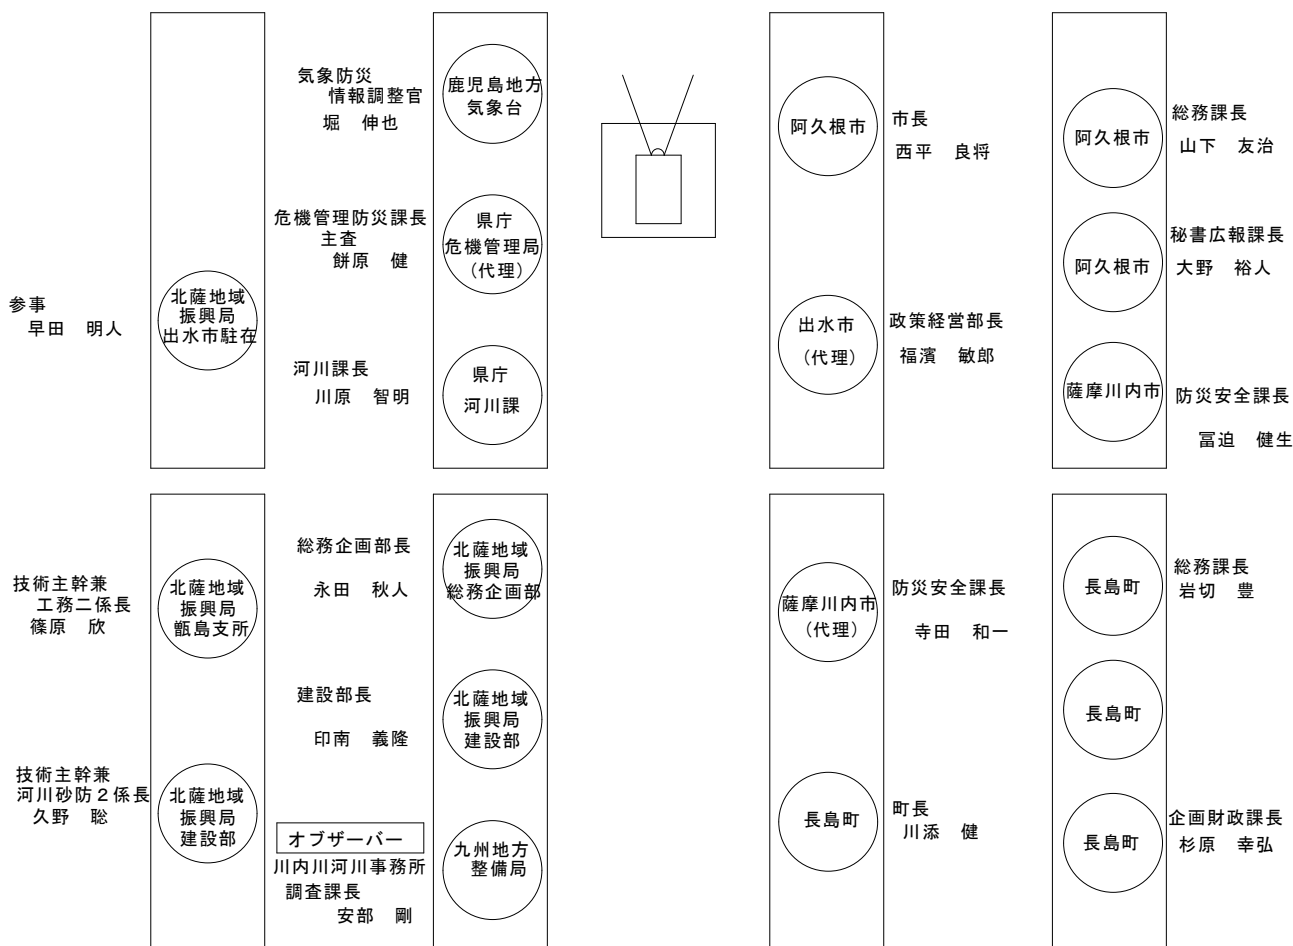 気象防災
情報調整官
堀　伸也
鹿児島地方
気象台
危機管理防災課長
主査
餅原　健
県庁
危機管理局
（代理）
参事
早田　明人
北薩地域
振興局
出水市駐在
河川課長
川原　智明
県庁
河川課
阿久根市
市長
西平　良将
出水市
（代理）
政策経営部長
福濱　敏郎
阿久根市
総務課長
山下　友治
阿久根市
秘書広報課長
大野　裕人
薩摩川内市
防災安全課長
冨迫　健生
技術主幹兼
工務二係長
篠原　欣
北薩地域
振興局
甑島支所
総務企画部長
永田　秋人
北薩地域
振興局
総務企画部
建設部長
印南　義隆
北薩地域
振興局
建設部
技術主幹兼
河川砂防２係長
久野　聡
北薩地域
振興局
建設部
オブザーバー
川内川河川事務所
調査課長
安部　剛
九州地方
整備局
薩摩川内市
（代理）
防災安全課長
寺田　和一
長島町
町長
川添　健
長島町
総務課長
岩切　豊
長島町
長島町
企画財政課長
杉原　幸弘